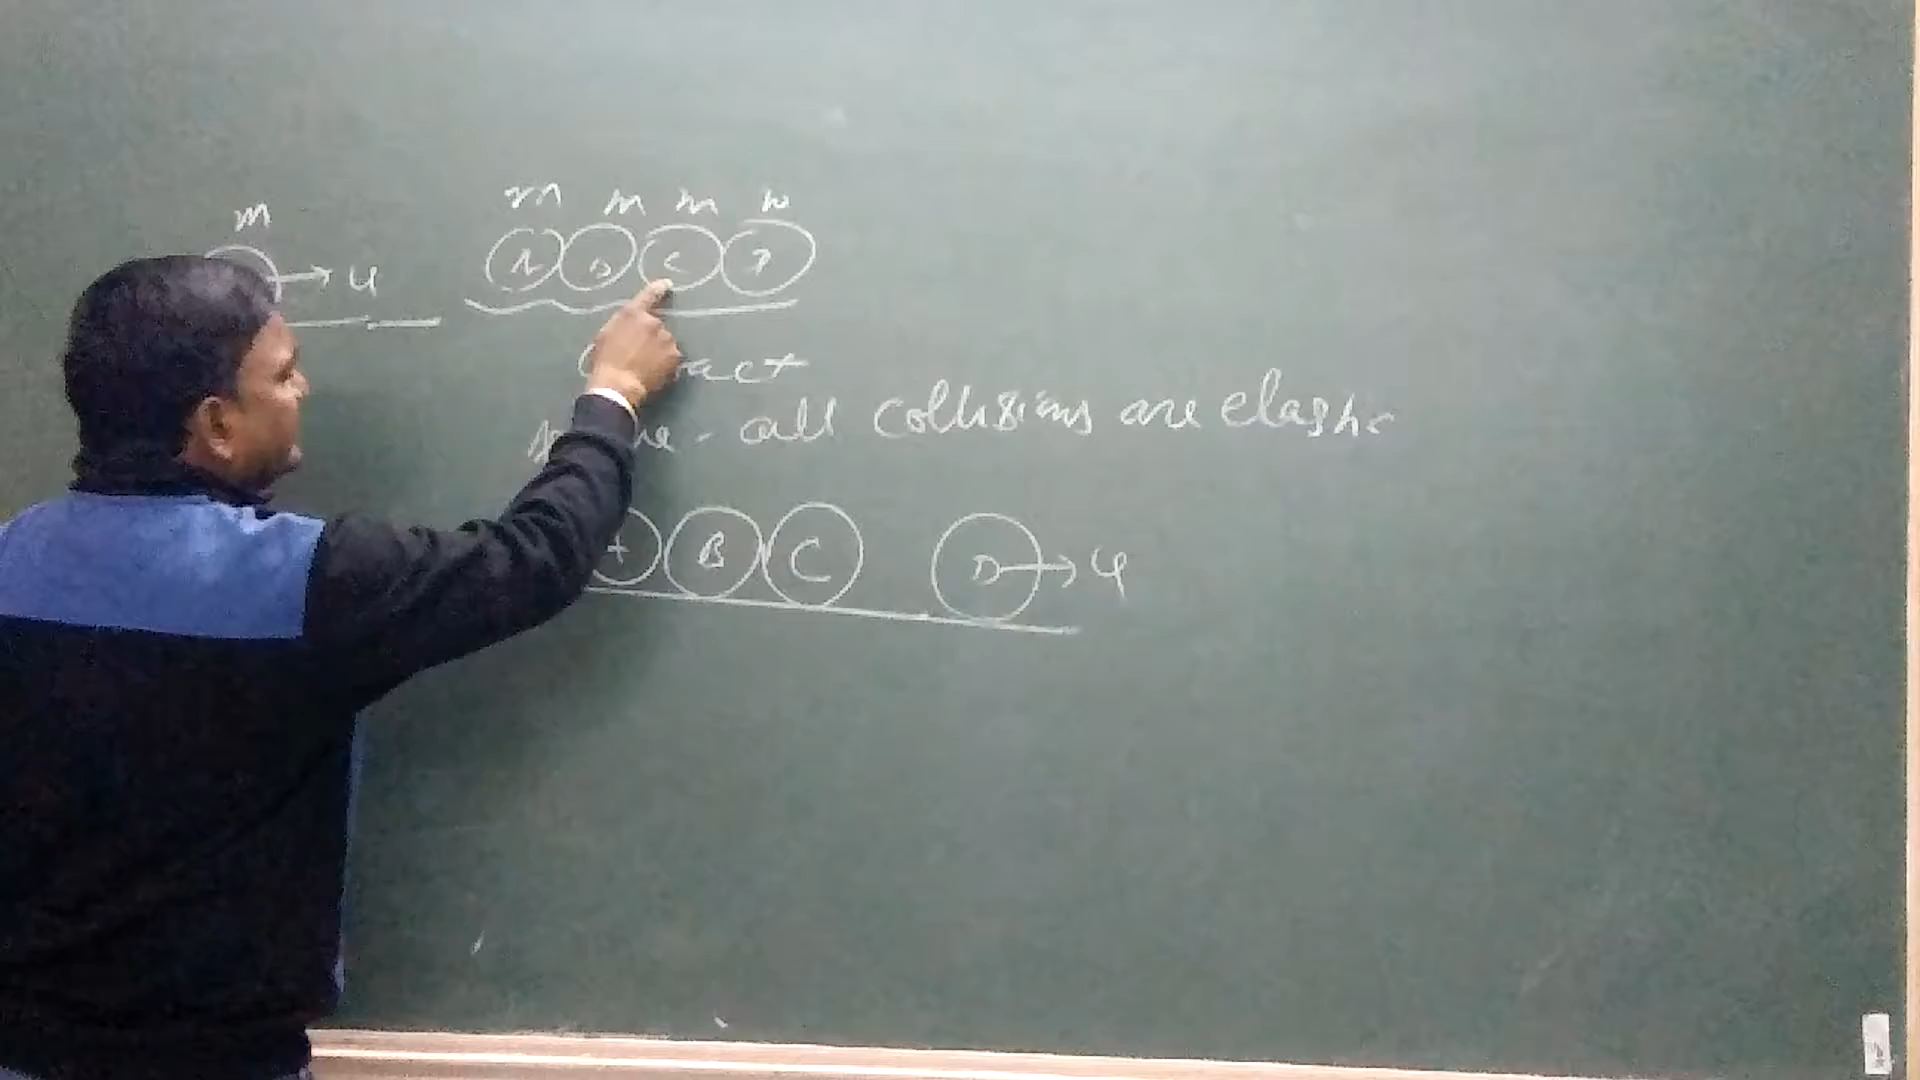 m m m m
→ u A C
act
all collisions are elastic
B C D → u